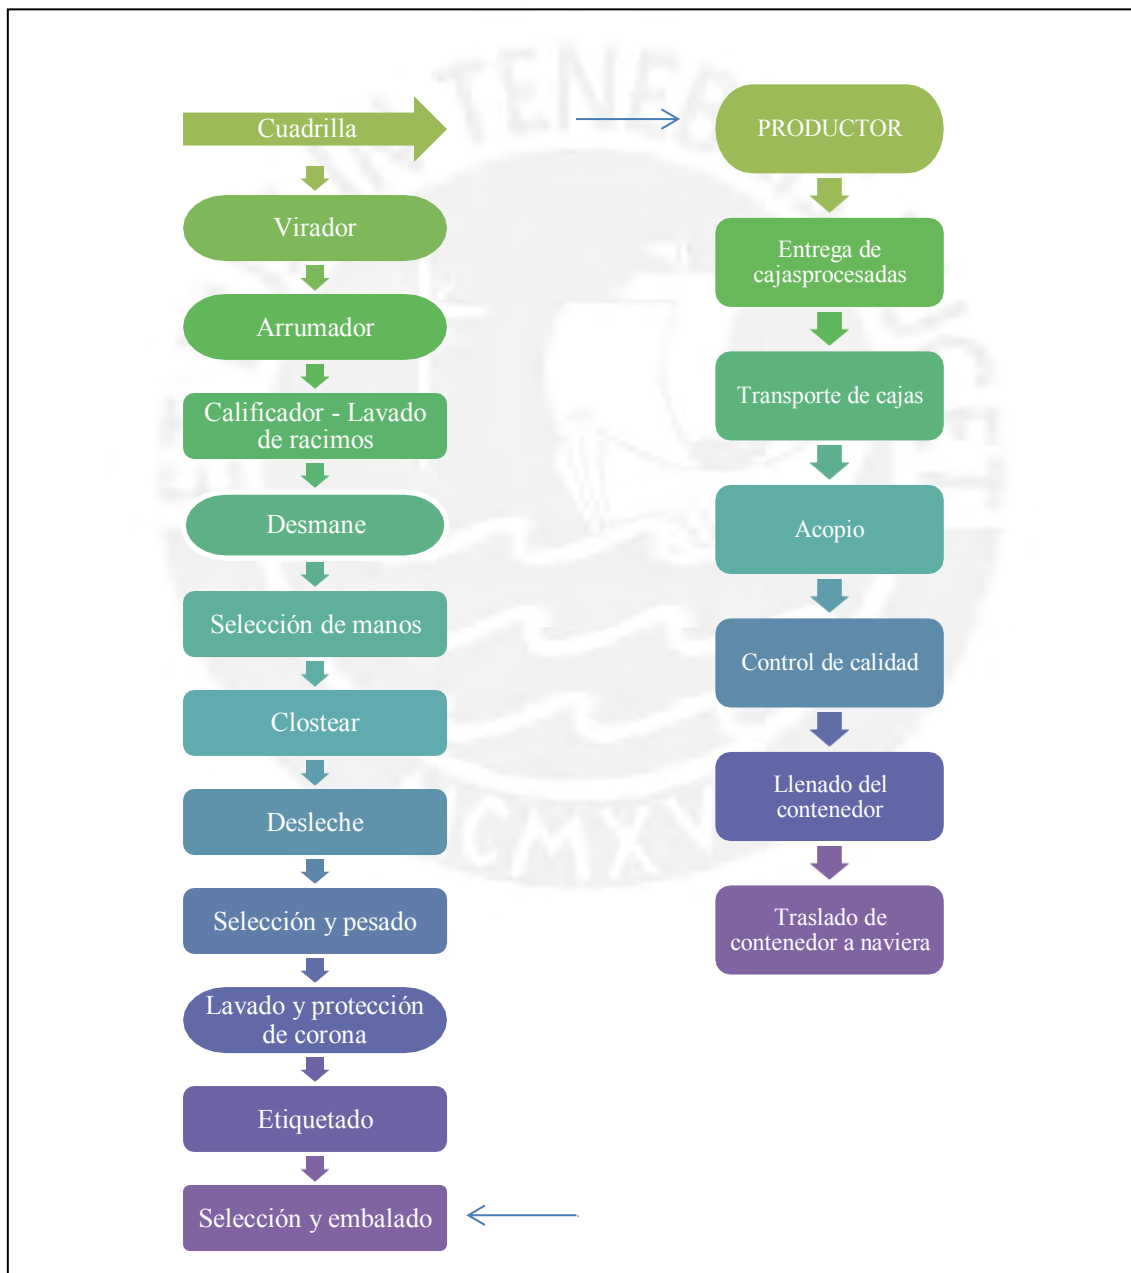 Cuadrilla
Virador
Arrumador
Calificador - Lavado
de racimos
Desmane
Selección de manos
Clostear
Desleche
Selección y pesado
Lavado y protección
de corona
Etiquetado
Selección y embalado
PRODUCTOR
Entrega de
cajasprocesadas
Transporte de cajas
Acopio
Control de calidad
Llenado del
contenedor
Traslado de
contenedor a naviera